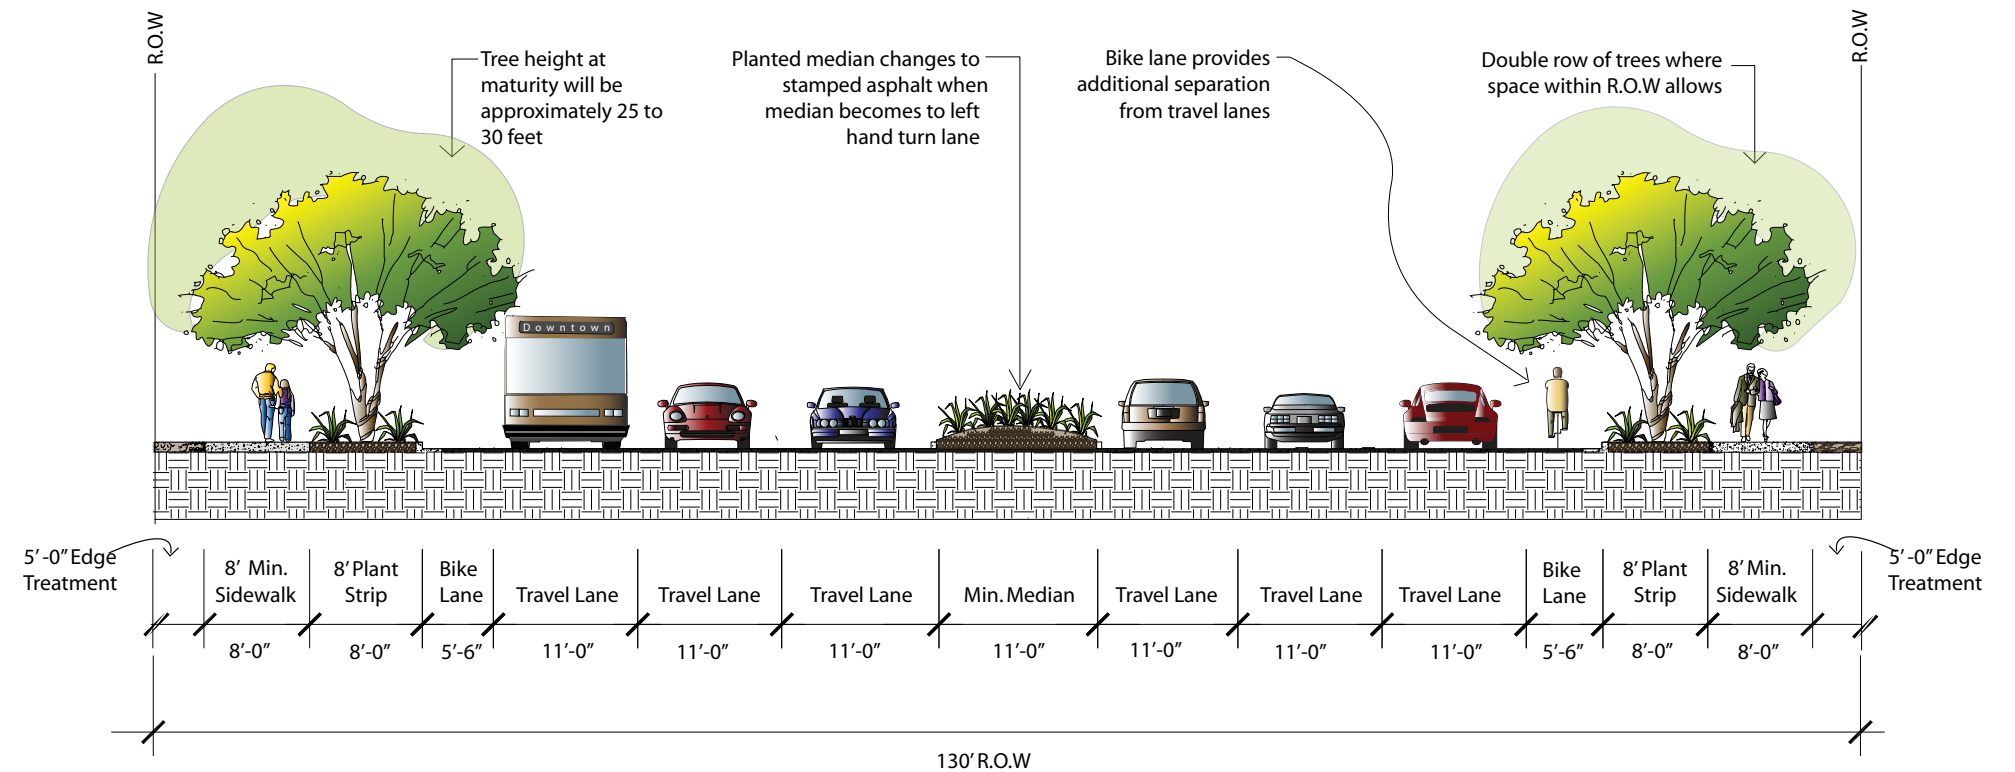 R.O.W
R.O.W
Tree height at
maturity will be
approximately 25 to
30 feet
Planted median changes to
stamped asphalt when
median becomes to left
hand turn lane
Bike lane provides
additional separation
from travel lanes
Double row of trees where
space within R.O.W allows
Downtown
5'-0" Edge
Treatment
8' Min.
Sidewalk
8' Plant
Strip
Bike
Lane
Travel Lane
Travel Lane
Travel Lane
Min. Median
Travel Lane
Travel Lane
Travel Lane
Bike
Lane
8' Plant
Strip
8' Min.
Sidewalk
5'-0" Edge
Treatment
8'-0"
8'-0"
5'-6"
11'-0"
11'-0"
11'-0"
11'-0"
11'-0"
11'-0"
11'-0"
5'-6"
8'-0"
8'-0"
130' R.O.W